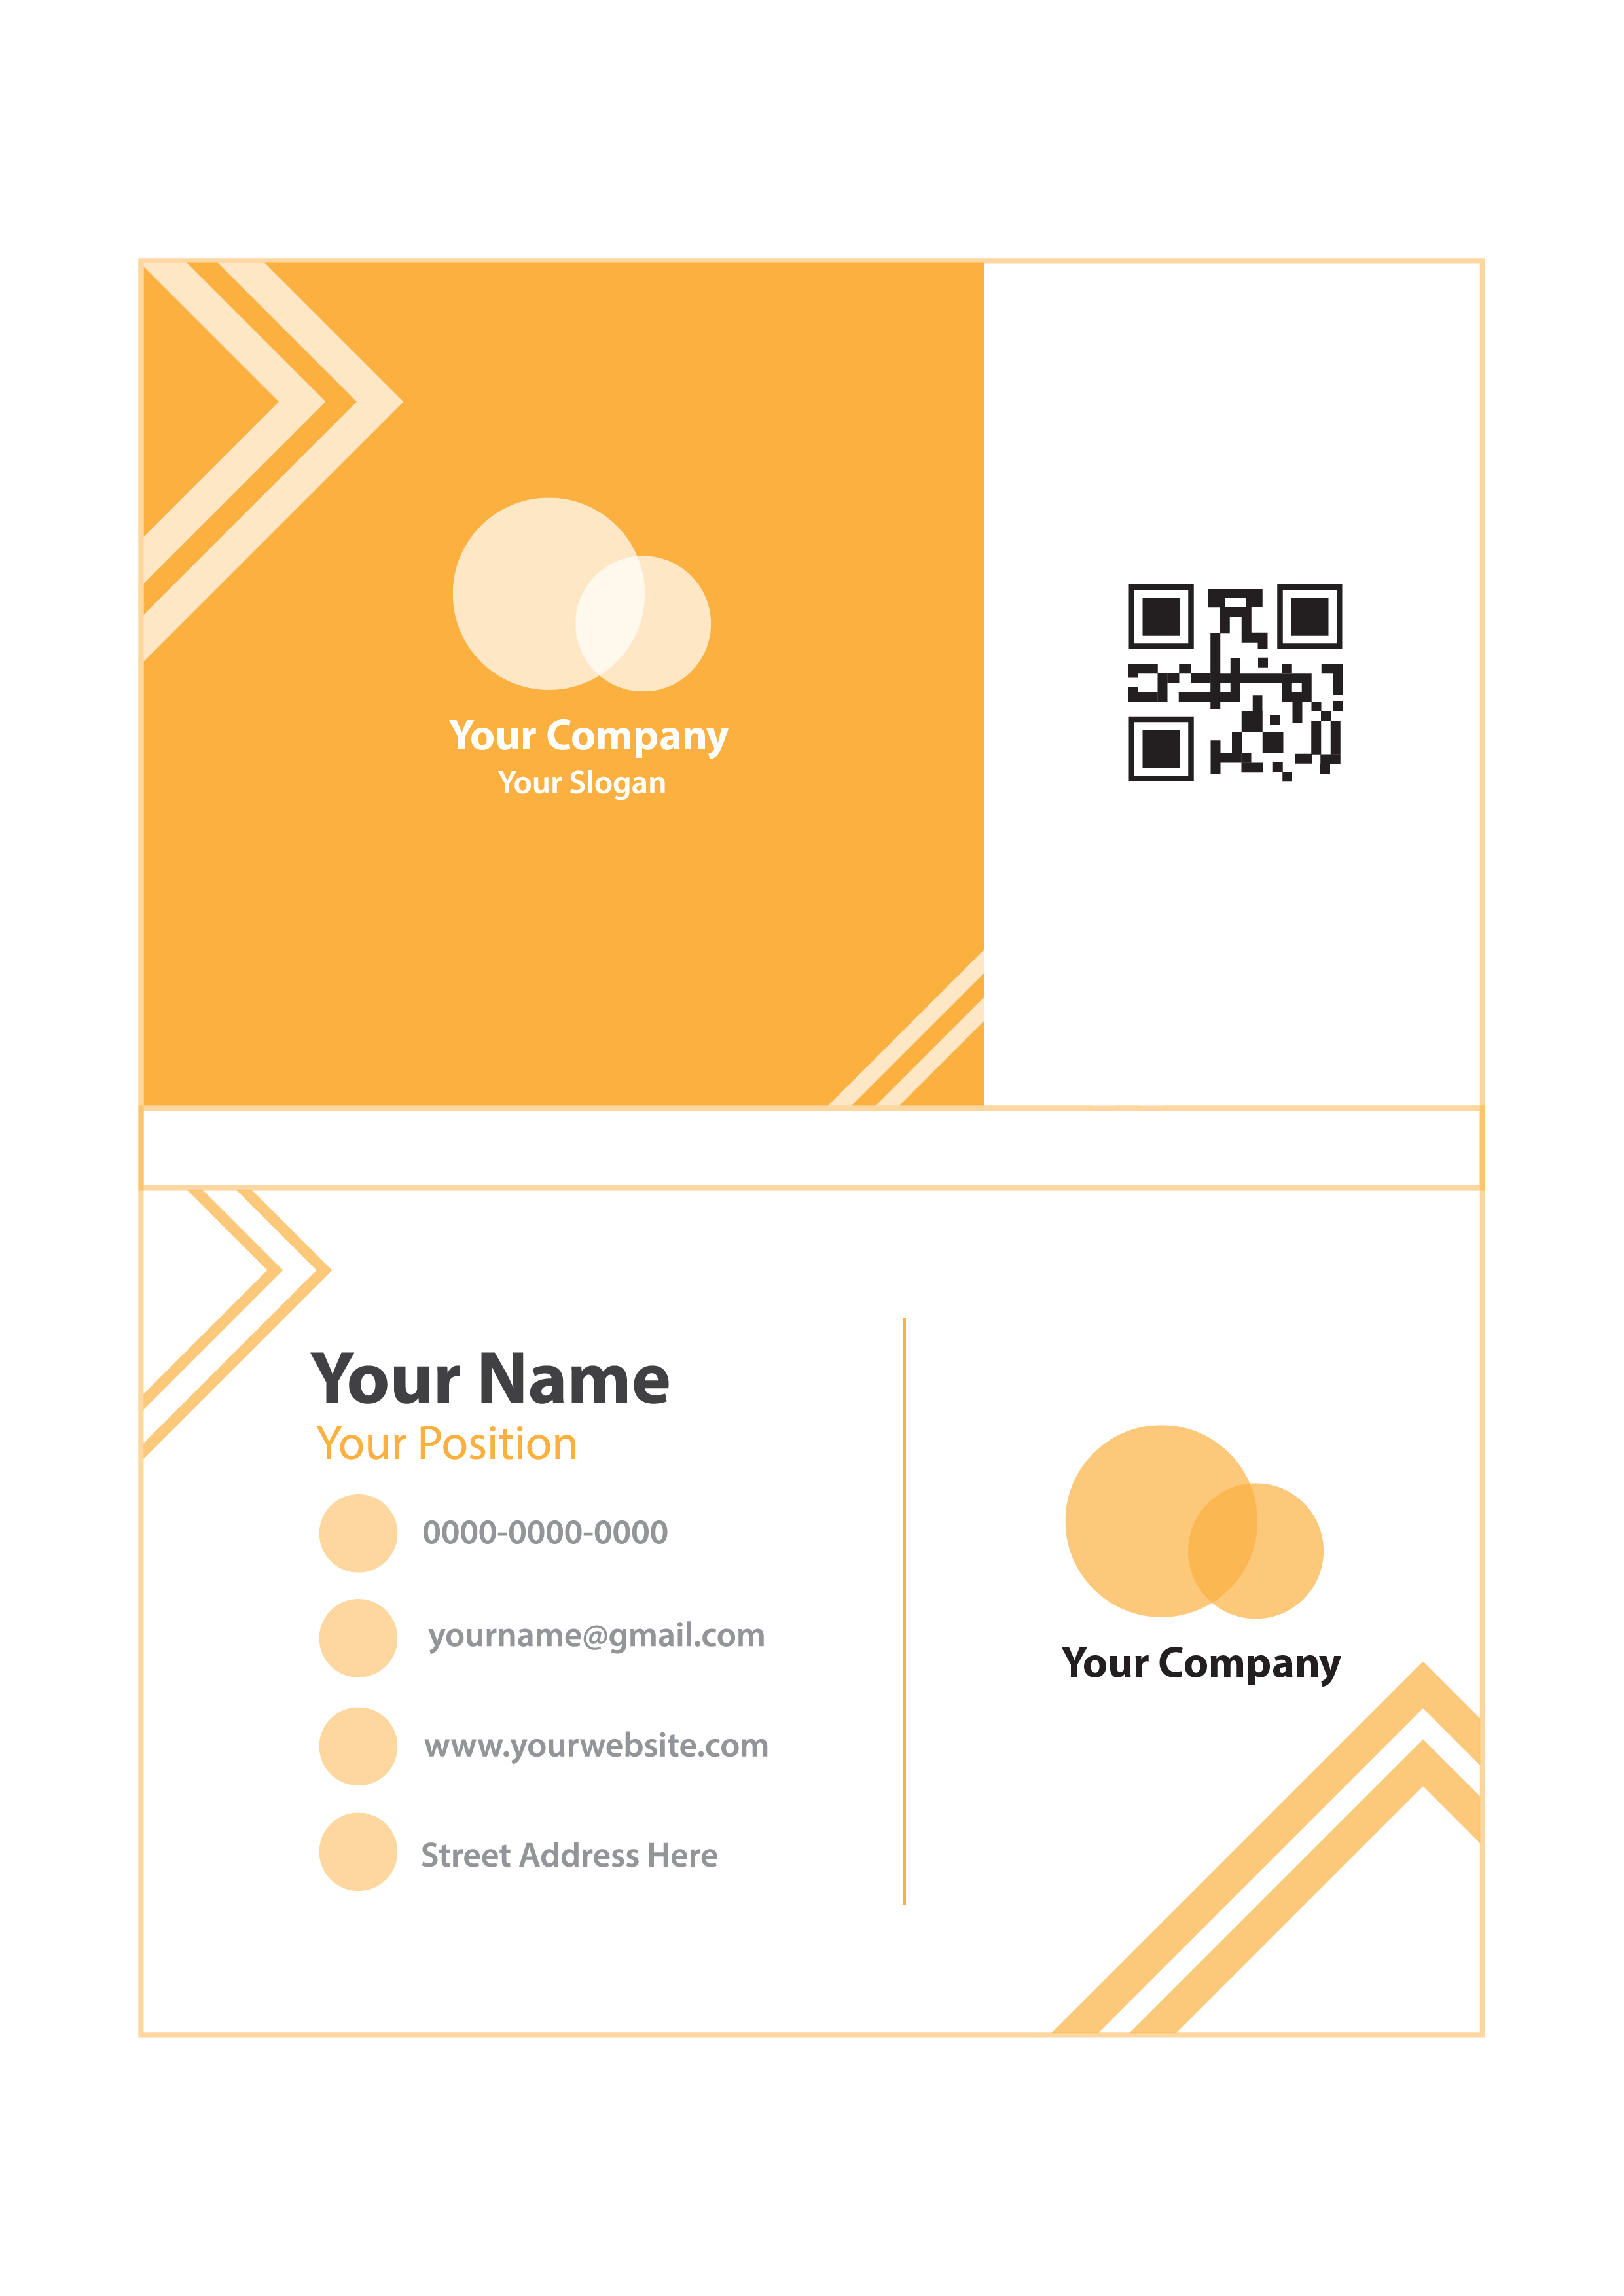 Your Company
Your Slogan
Your Name
Your Position
0000-0000-0000
yourname@gmail.com
www.yourwebsite.com
Street Address Here
Your Company